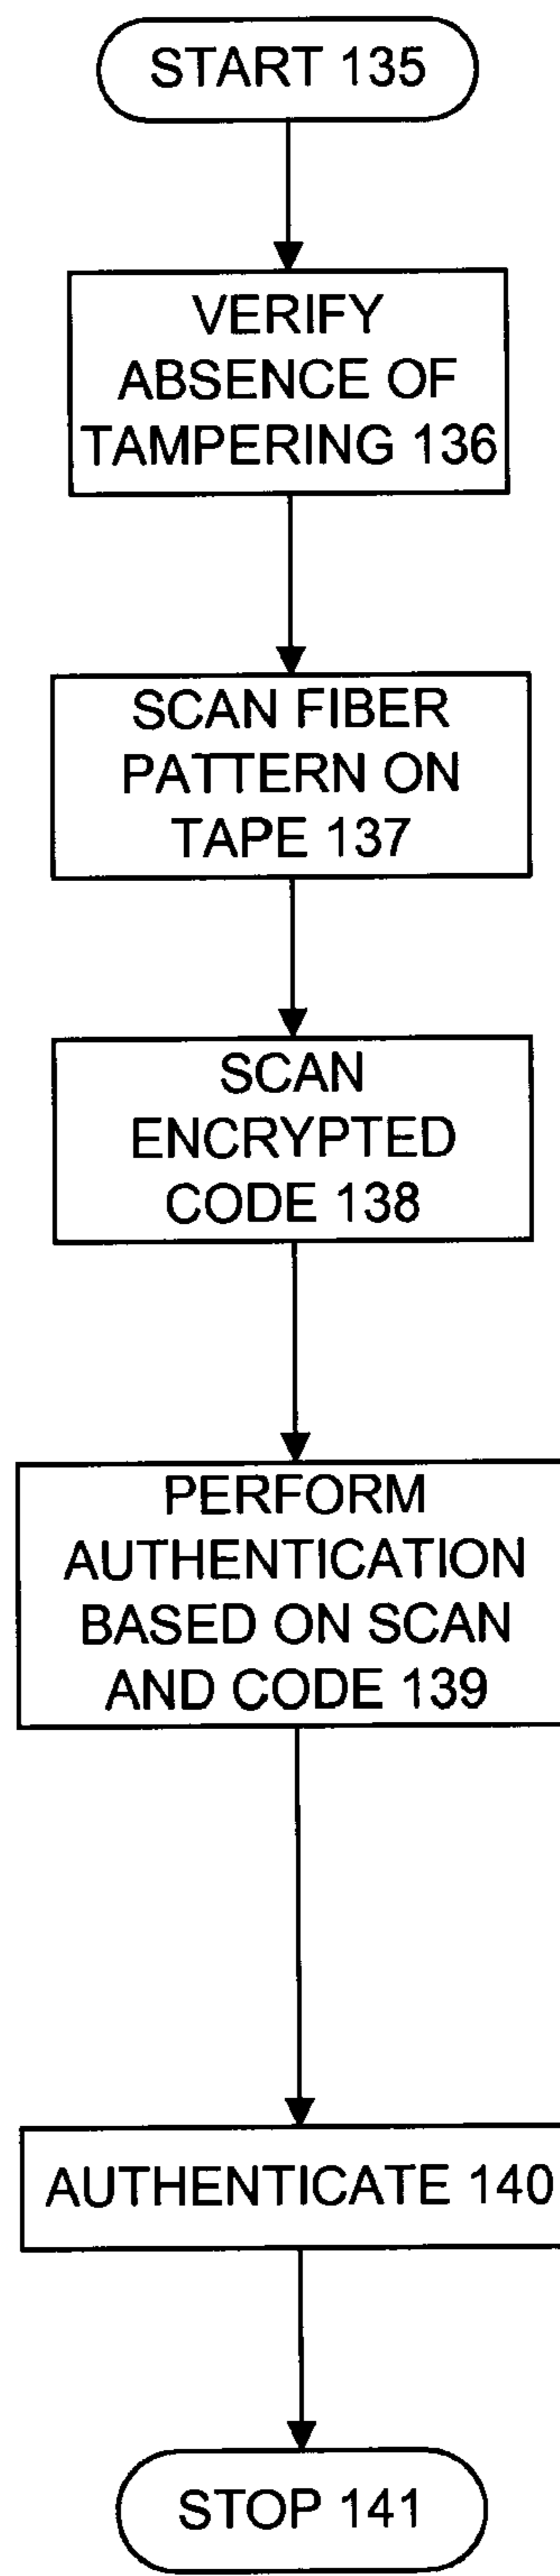 START 135
VERIFY
ABSENCE OF
TAMPERING 136
SCAN FIBER
PATTERN ON
TAPE 137
SCAN
ENCRYPTED
CODE 138
PERFORM
AUTHENTICATION
BASED ON SCAN
AND CODE 139
AUTHENTICATE 140
STOP 141